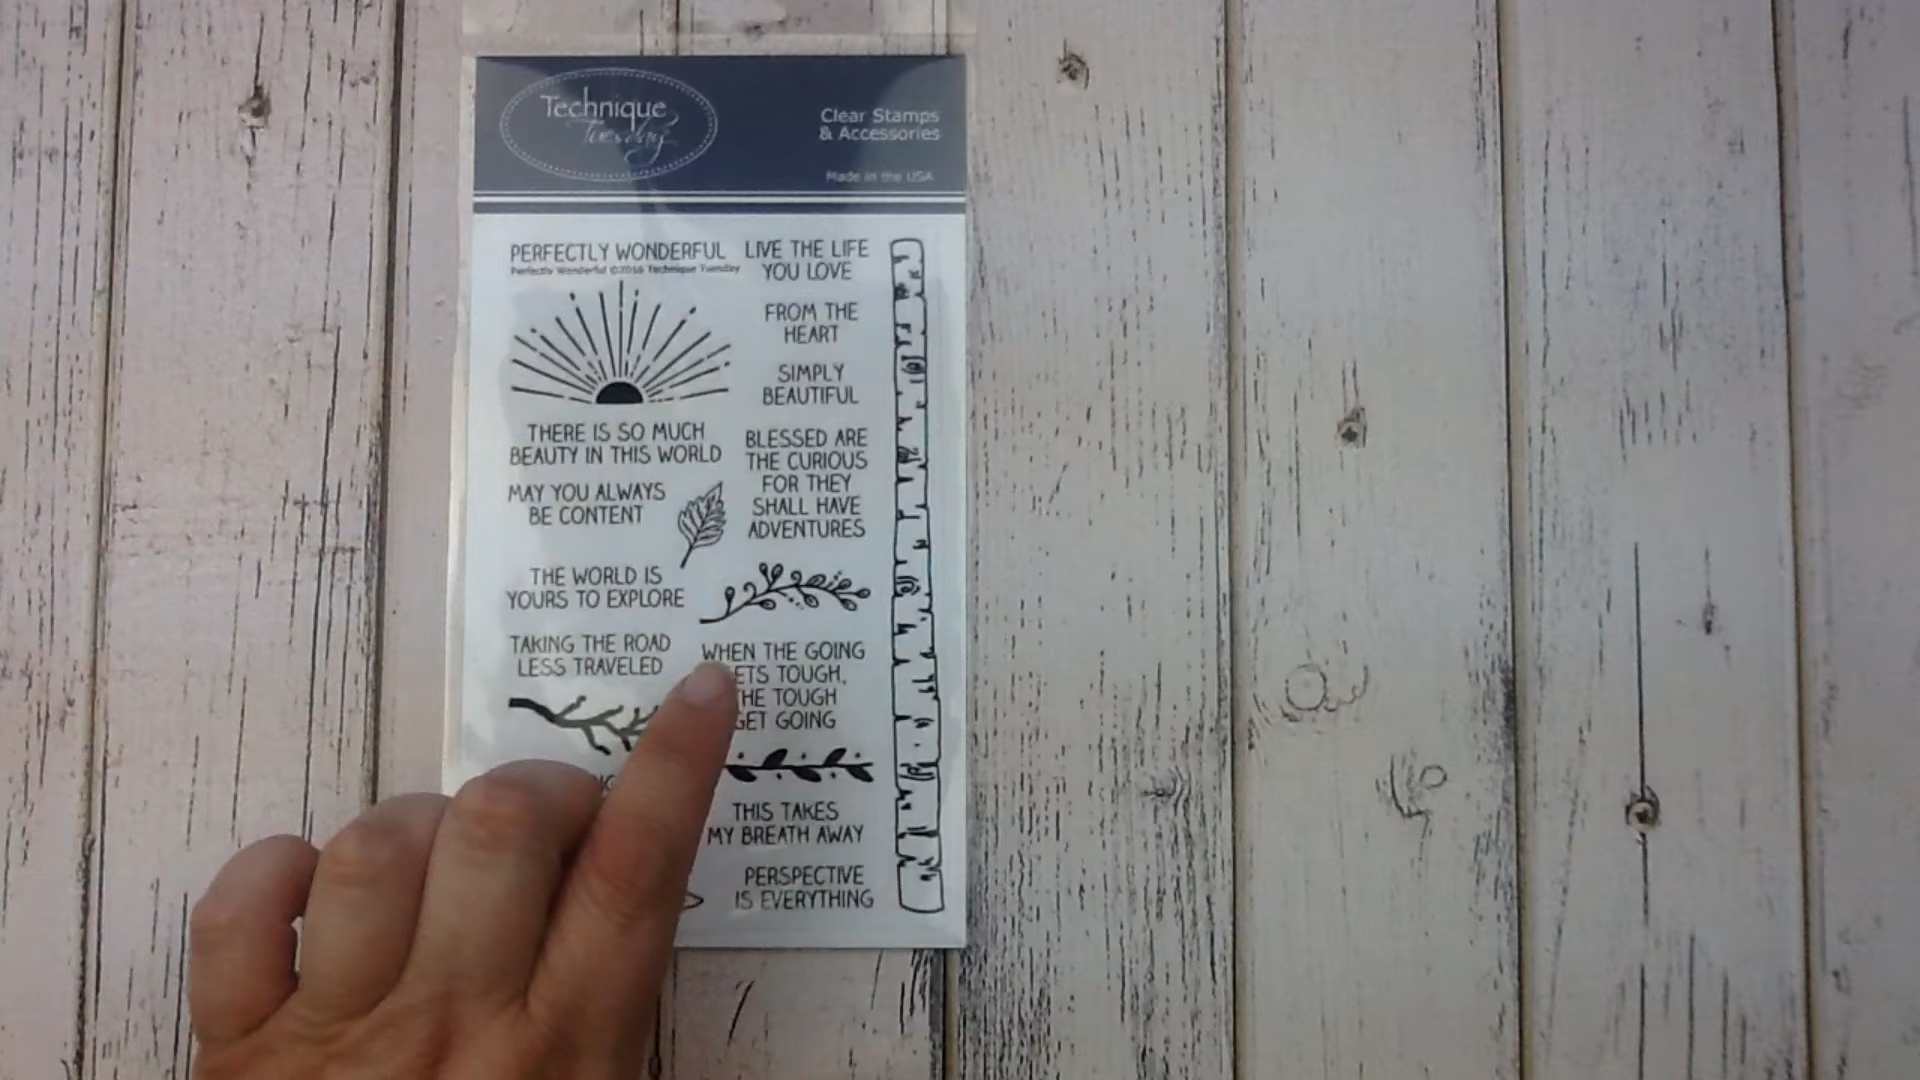 Technique
Tuesday
Clear Stamps
& Accessories
Made in the USA
PERFECTLY WONDERFUL
Perfectly Wonderful ©2016 Technique Tuesday
LIVE THE LIFE
YOU LOVE
FROM THE
HEART
SIMPLY
BEAUTIFUL
THERE IS SO MUCH
BEAUTY IN THIS WORLD
BLESSED ARE
THE CURIOUS
FOR THEY
SHALL HAVE
ADVENTURES
MAY YOU ALWAYS
BE CONTENT
THE WORLD IS
YOURS TO EXPLORE
TAKING THE ROAD
LESS TRAVELED
WHEN THE GOING
ETS TOUGH,
THE TOUGH
GET GOING
THIS TAKES
MY BREATH AWAY
PERSPECTIVE
IS EVERYTHING